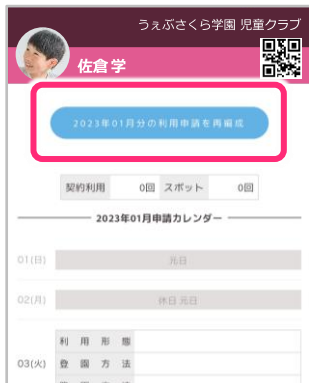 うぇぶさくら学園 児童クラブ
佐倉 学
2023年01月分の利用申請を再編成
契約利用 0回 スポット 0回
2023年01月申請カレンダー
01(日) 元日
02(月) 休日 元日
利用形態
03(火) 登園方法